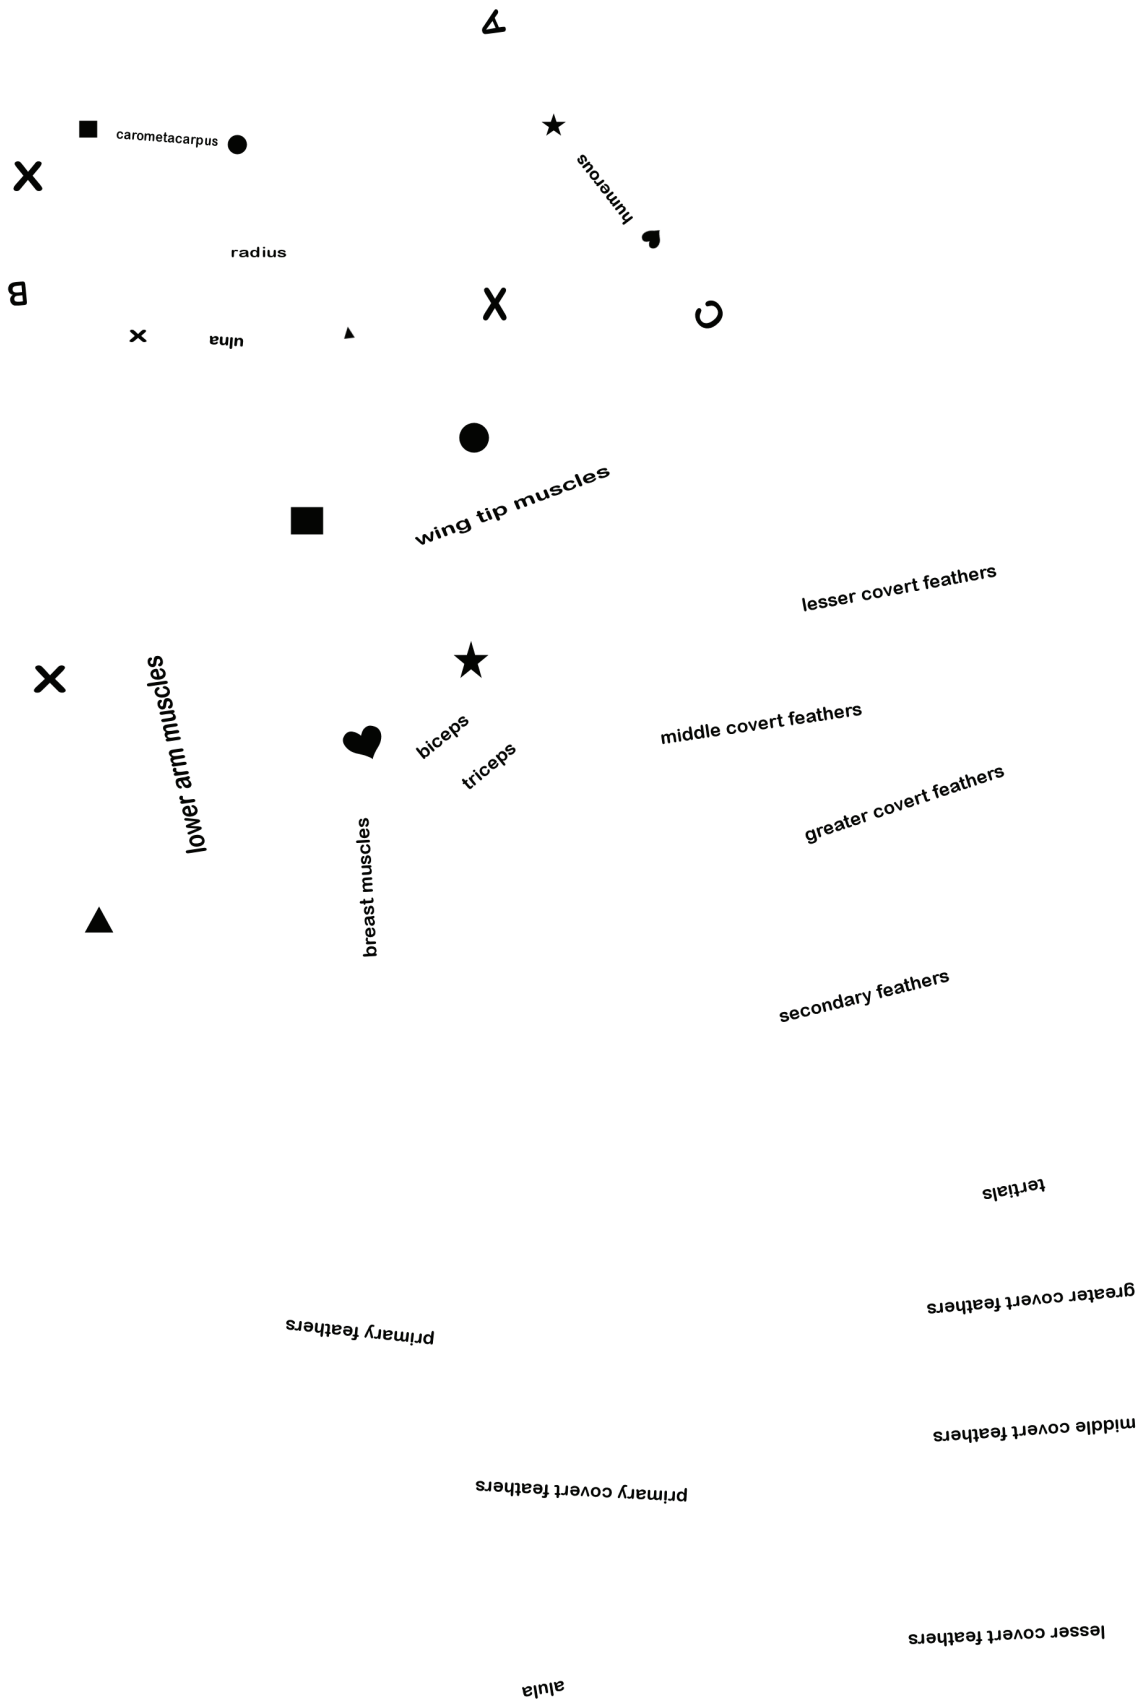 A
carometacarpus
humerous
X
radius
B
X
C
x
ulna
wing tip muscles
lesser covert feathers
X
lower arm muscles
biceps
middle covert feathers
triceps
greater covert feathers
breast muscles
secondary feathers
tertials
greater covert feathers
primary feathers
middle covert feathers
primary covert feathers
lesser covert feathers
alula